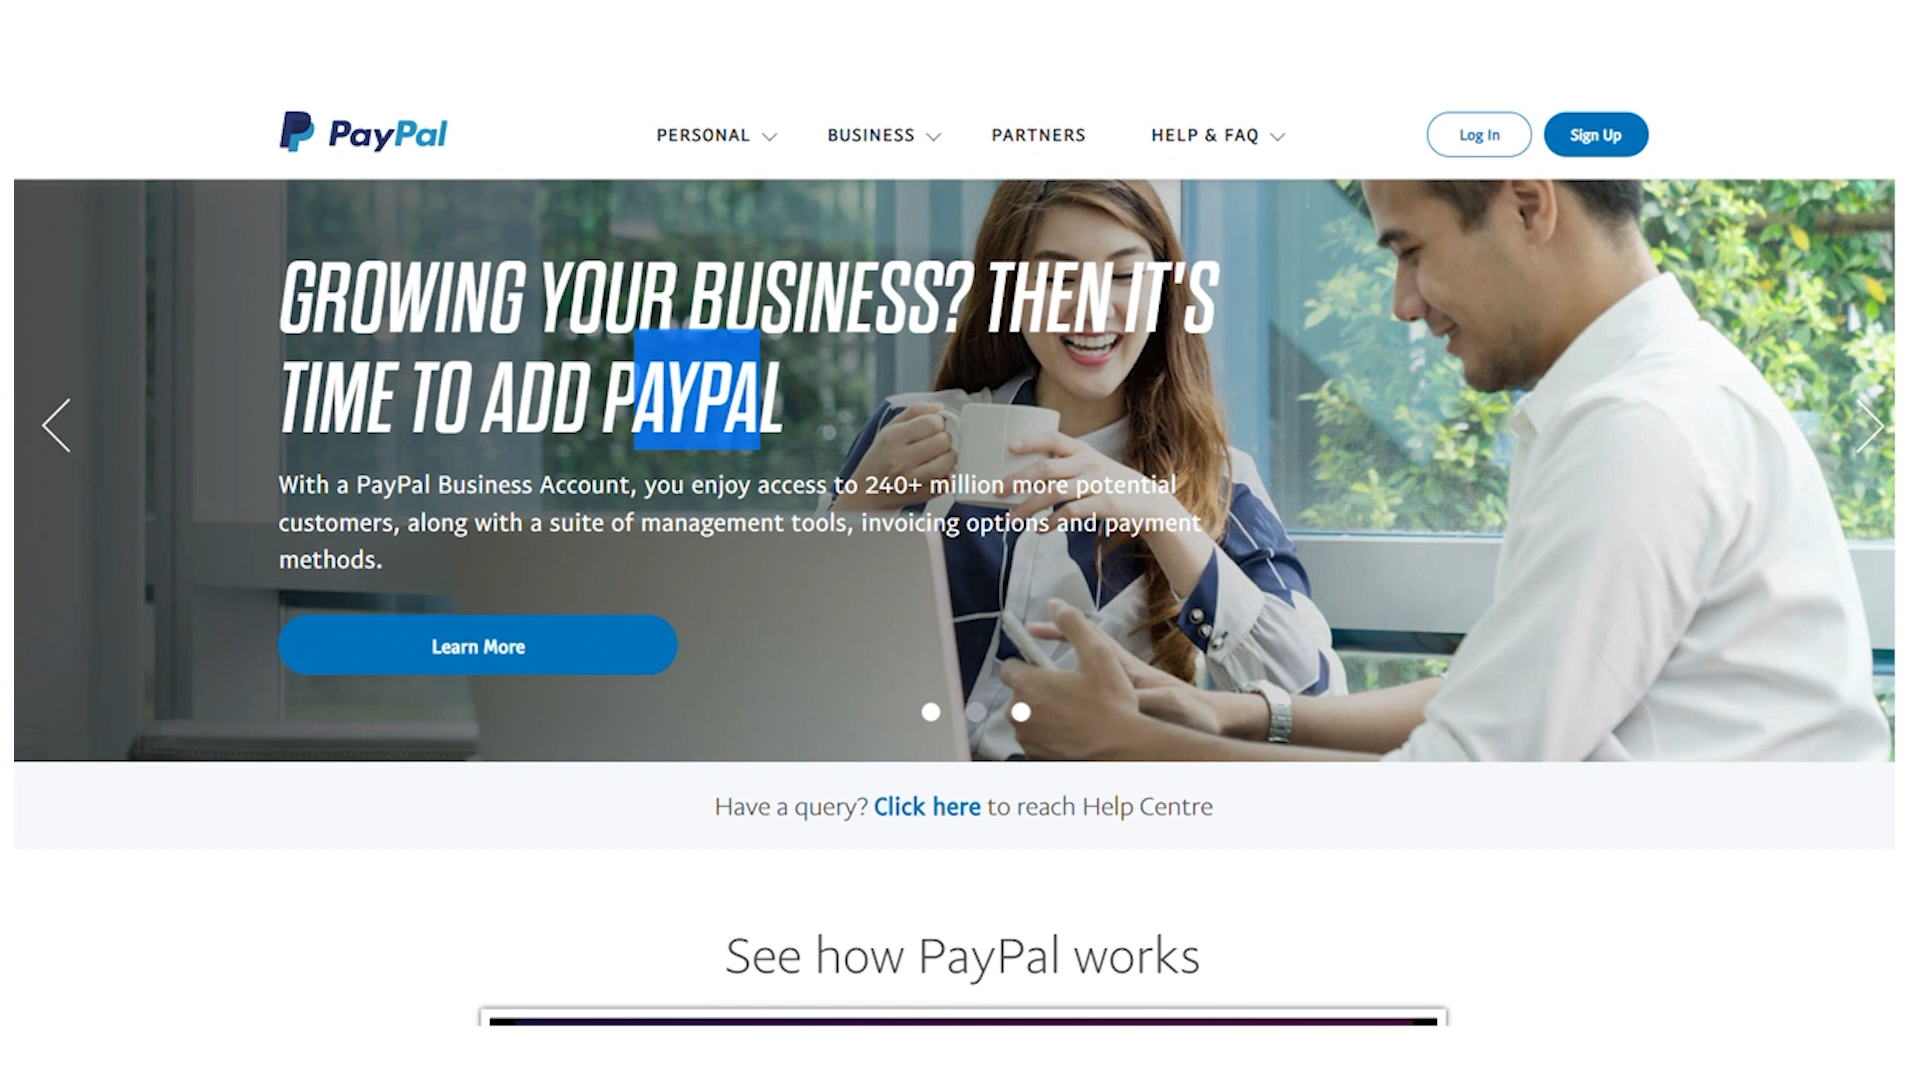 PayPal
PERSONAL
BUSINESS
PARTNERS
HELP & FAQ
Log In
Sign Up
GROWING YOUR BUSINESS? THEN IT'S
TIME TO ADD PAYPAL
With a PayPal Business Account, you enjoy access to 240+ million more potential
customers, along with a suite of management tools, invoicing options and payment
methods.
Learn More
Have a query? Click here to reach Help Centre
See how PayPal works